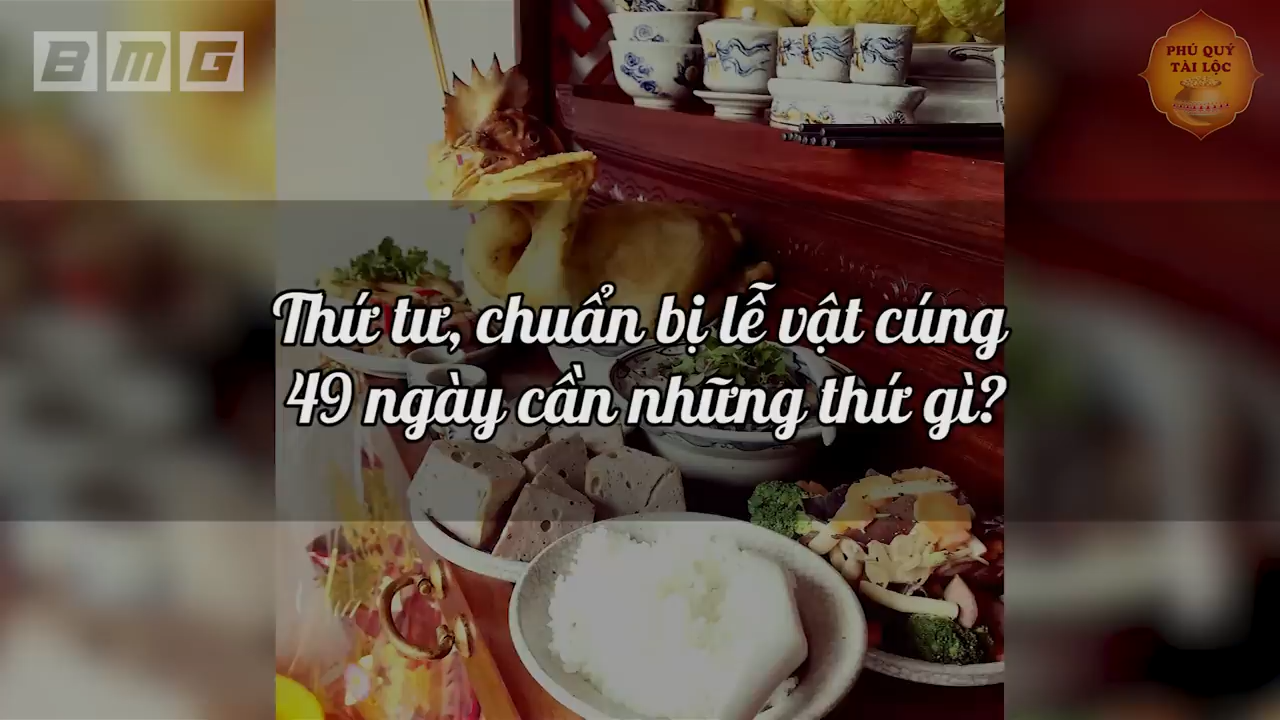 BMG
PHÚ QUÝ
TÀI LỘC
Thứ tư, chuẩn bị lễ vật cúng
49 ngày cần những thứ gì?